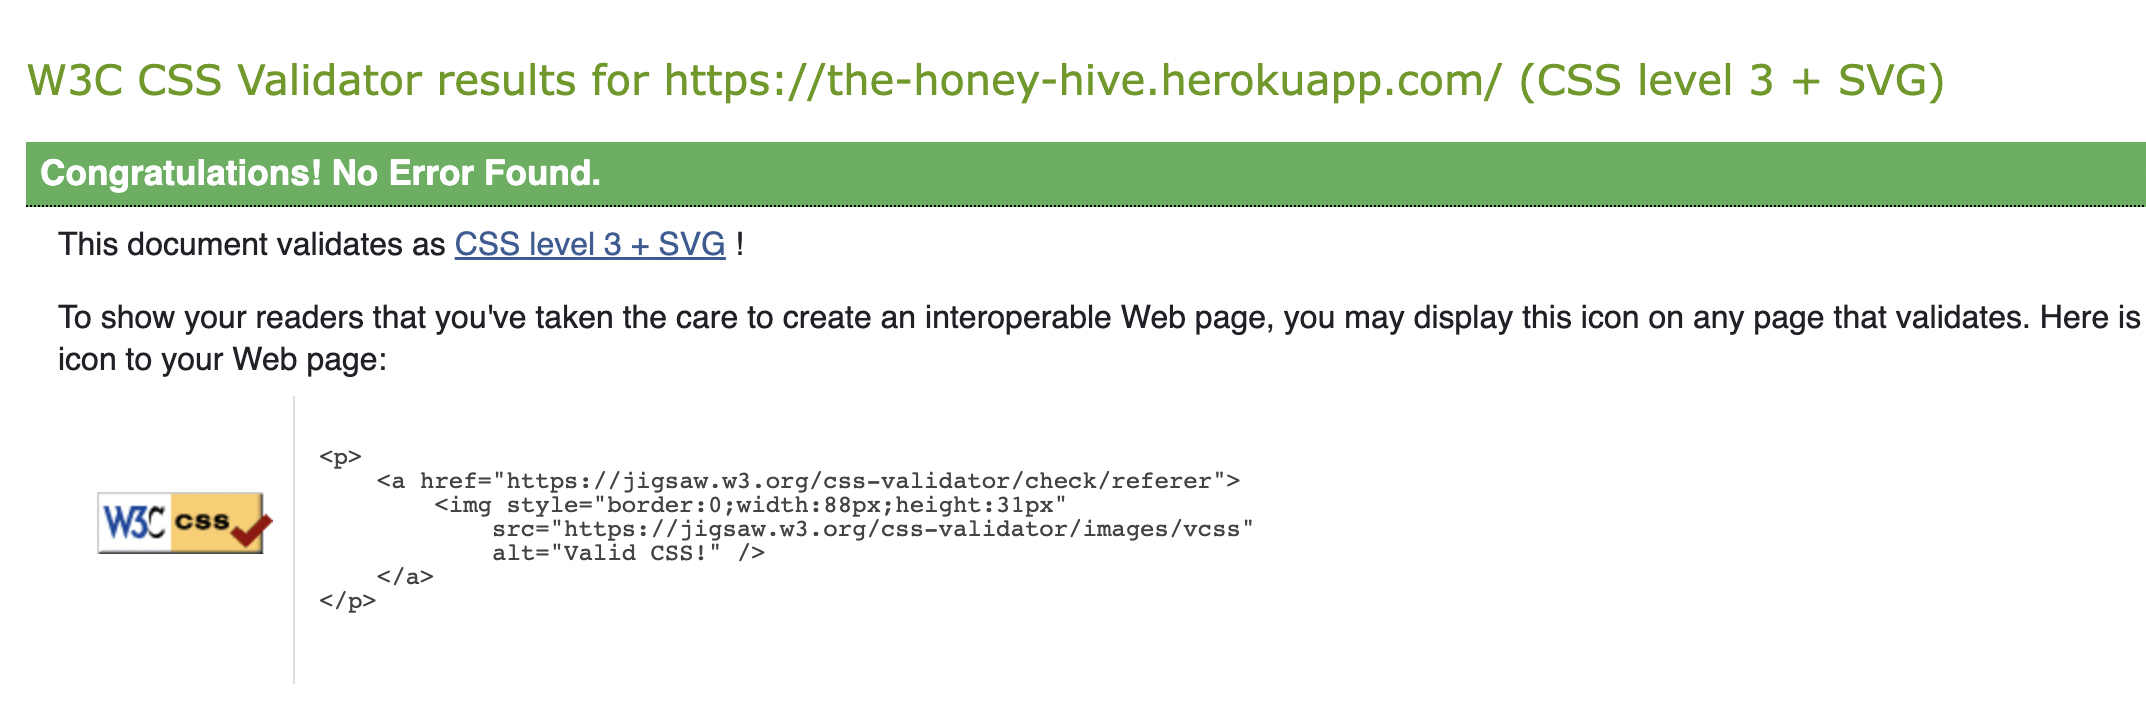 W3C CSS Validator results for https://the-honey-hive.herokuapp.com/ (CSS level 3 + SVG)
Congratulations! No Error Found.
This document validates as CSS level 3 + SVG !
To show your readers that you've taken the care to create an interoperable Web page, you may display this icon on any page that validates. Here is
icon to your Web page:
<p>
    <a href="https://jigsaw.w3.org/css-validator/check/referer">
        <img style="border:0;width:88px;height:31px"
            src="https://jigsaw.w3.org/css-validator/images/vcss"
            alt="Valid CSS!" />
    </a>
</p>
W3C css